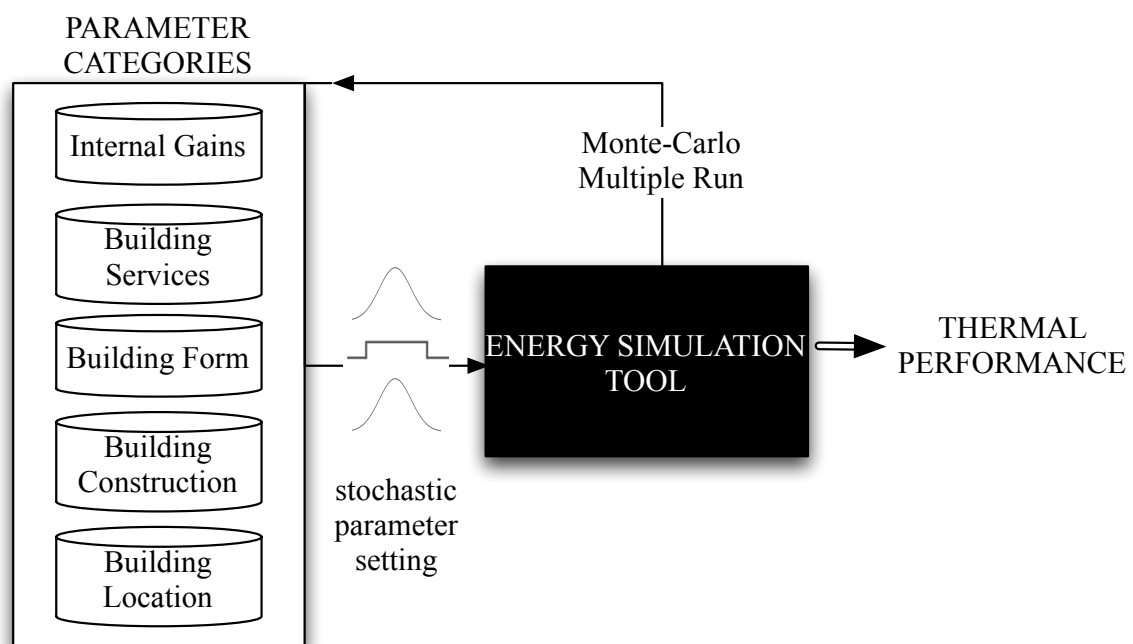 PARAMETER
CATEGORIES
Internal Gains
Building
Services
Building Form
Building
Construction
Building
Location
stochastic
parameter
setting
Monte-Carlo
Multiple Run
ENERGY SIMULATION
TOOL
THERMAL
PERFORMANCE